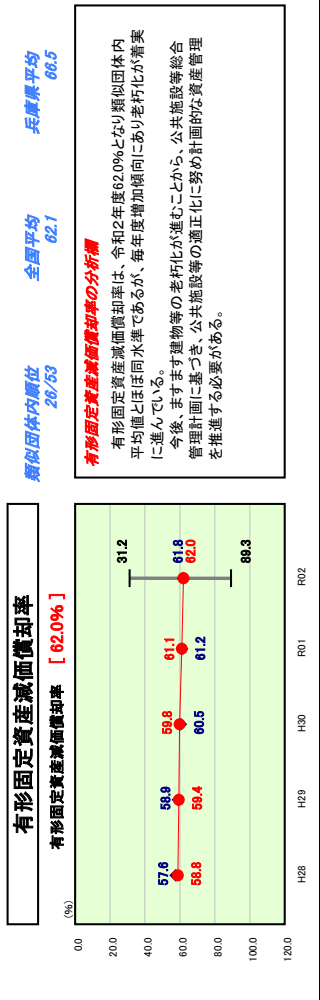 有形固定資産減価償却率
有形固定資産減価償却率 [ 62.0% ]
(%)
0.0
20.0
40.0
60.0
80.0
100.0
120.0
57.6
58.8
58.9
59.4
59.8
60.5
61.1
61.2
31.2
61.8
62.0
89.3
H28
H29
H30
R01
R02
類似団体内順位
26/53
全国平均
62.1
兵庫県平均
66.5
有形固定資産減価償却率の分析欄
有形固定資産減価償却率は、令和2年度62.0%となり類似団体内
平均値とほぼ同水準であるが、毎年度増加傾向にあり老朽化が着実
に進んでいる。
今後、ますます建物等の老朽化が進むことから、公共施設等総合
管理計画に基づき、公共施設等の適正化に努め計画的な資産管理
を推進する必要がある。